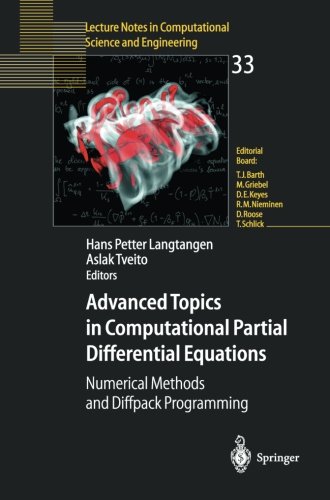 Lecture Notes in Computational
Science and Engineering
33
Editorial
Board:
T.J.Barth
M.Griebel
D.E.Keyes
R.M.Nieminen
D.Roose
T.Schlick
Hans Petter Langtangen
Aslak Tveito
Editors
Advanced Topics
in Computational Partial
Differential Equations
Numerical Methods
and Diffpack Programming
Springer